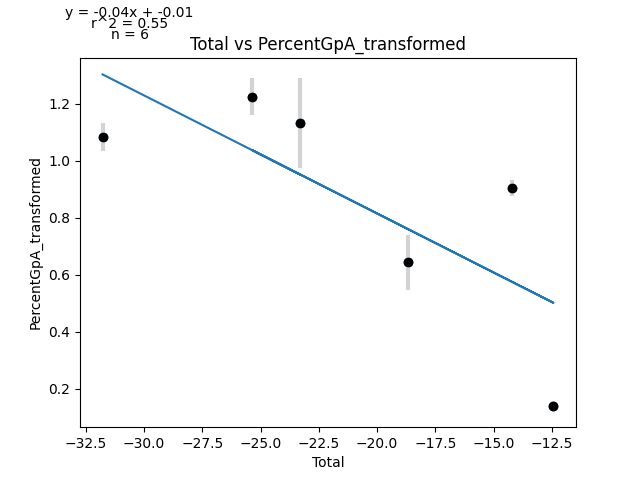 y = -0.04x + -0.01
r^2 = 0.55
n = 6
Total vs PercentGpA_transformed
PercentGpA_transformed
1.2
1.0
0.8
0.6
0.4
0.2
−32.5 −30.0 −27.5 −25.0 −22.5 −20.0 −17.5 −15.0 −12.5
Total